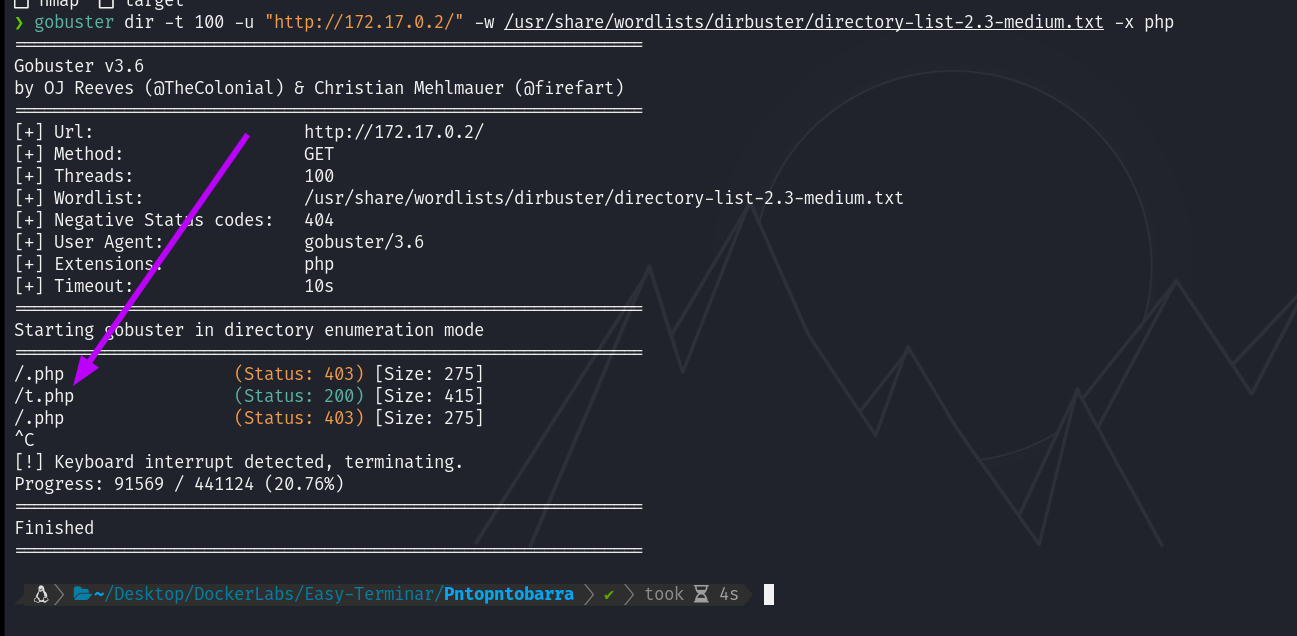 nmap target
❯ gobuster dir -t 100 -u "http://172.17.0.2/" -w /usr/share/wordlists/dirbuster/directory-list-2.3-medium.txt -x php
===============================================================
Gobuster v3.6
by OJ Reeves (@TheColonial) & Christian Mehlmauer (@firefart)
===============================================================
[+] Url: http://172.17.0.2/
[+] Method: GET
[+] Threads: 100
[+] Wordlist: /usr/share/wordlists/dirbuster/directory-list-2.3-medium.txt
[+] Negative Status codes: 404
[+] User Agent: gobuster/3.6
[+] Extensions: php
[+] Timeout: 10s
===============================================================
Starting gobuster in directory enumeration mode
===============================================================
/.php (Status: 403) [Size: 275]
/t.php (Status: 200) [Size: 415]
/.php (Status: 403) [Size: 275]
^C
[!] Keyboard interrupt detected, terminating.
Progress: 91569 / 441124 (20.76%)
===============================================================
Finished
===============================================================
~/Desktop/DockerLabs/Easy-Terminar/Pntopntobarra ✔ took 4s